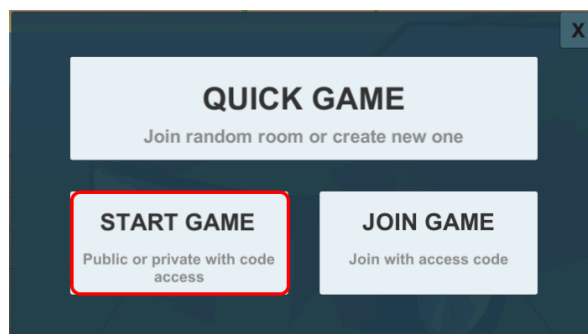 X
QUICK GAME
Join random room or create new one
START GAME
Public or private with code
access
JOIN GAME
Join with access code